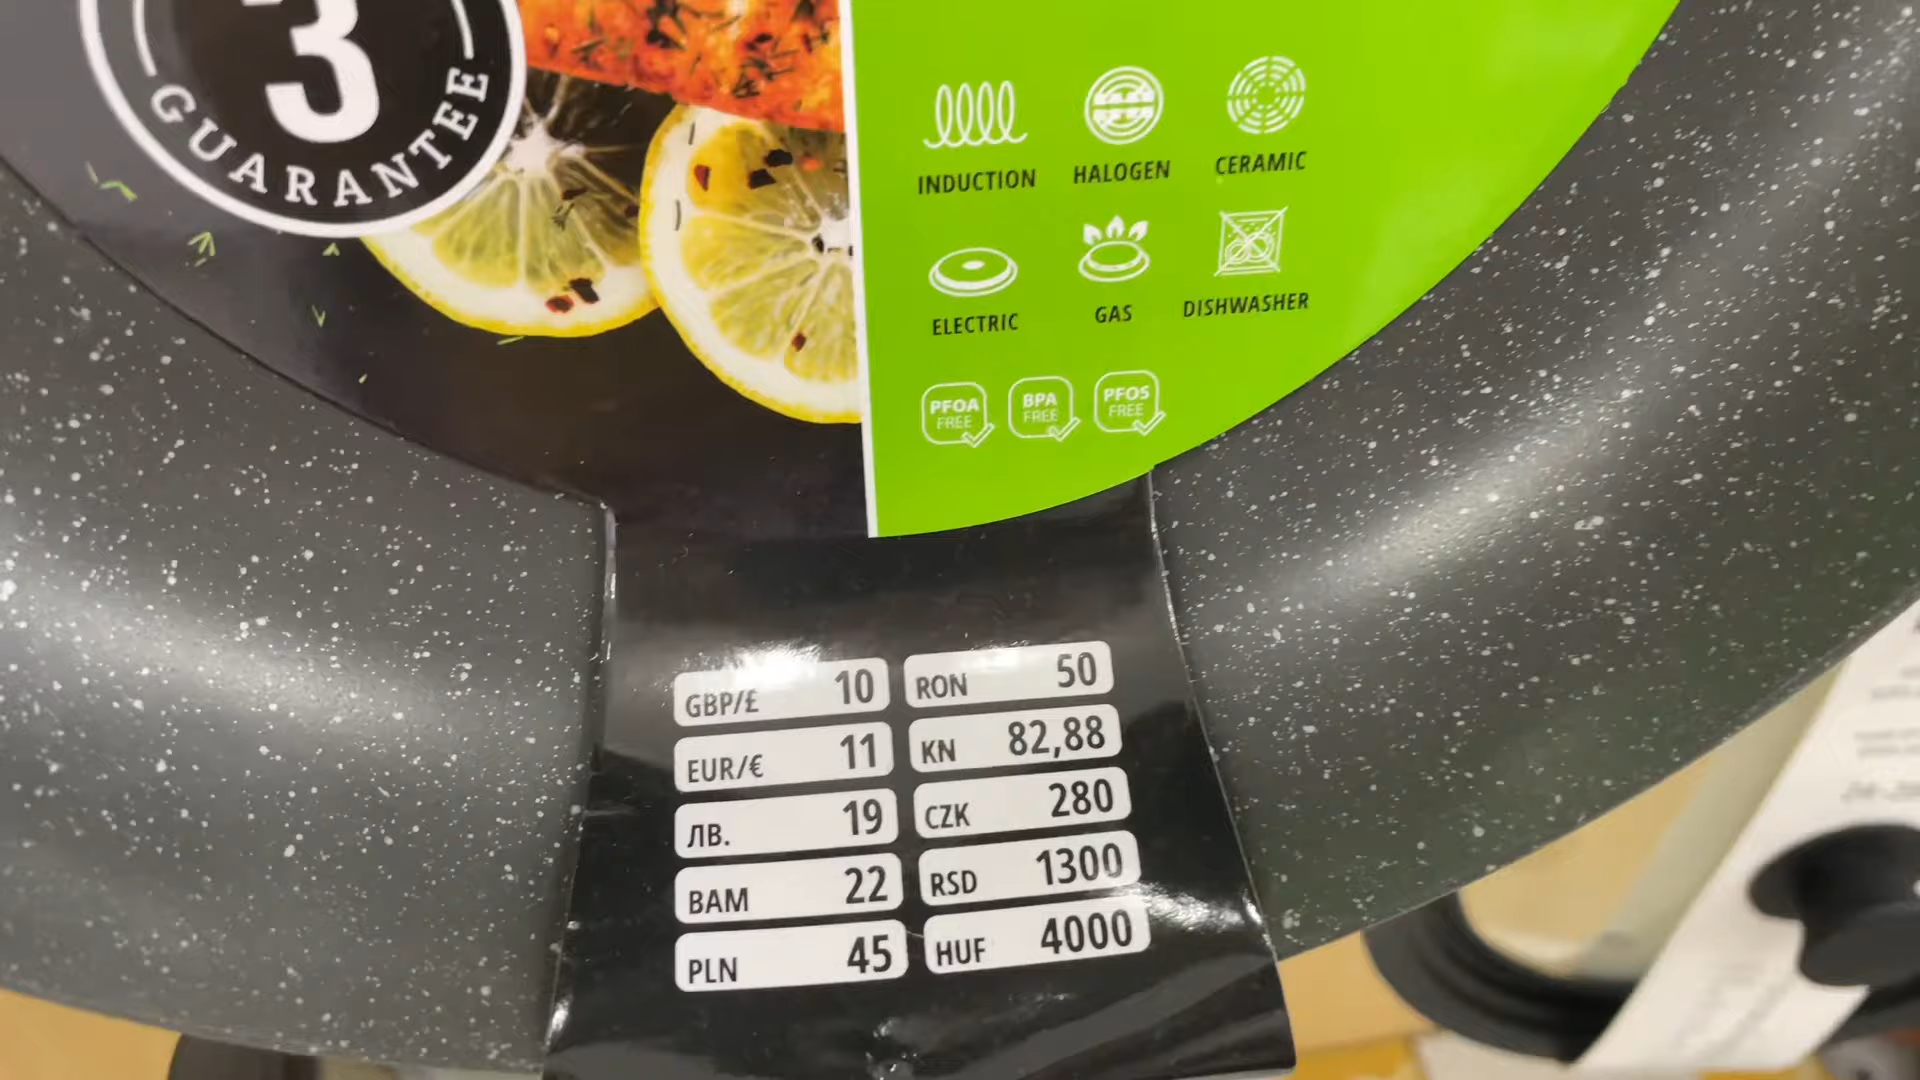 3
GUARANTEE
INDUCTION
HALOGEN
CERAMIC
ELECTRIC
GAS
DISHWASHER
PFOA
FREE
BPA
FREE
PFOS
FREE
GBP/£ 10
EUR/€ 11
ЛВ. 19
BAM 22
PLN 45
RON 50
KN 82,88
CZK 280
RSD 1300
HUF 4000